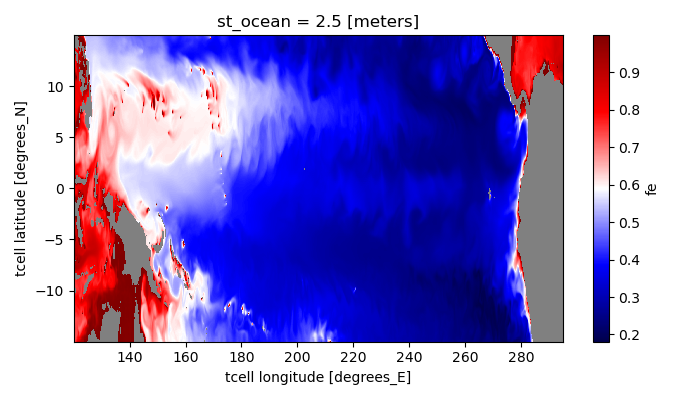 st_ocean = 2.5 [meters]
10
5
0
−5
−10
tcell latitude [degrees_N]
140 160 180 200 220 240 260 280
tcell longitude [degrees_E]
0.9
0.8
0.7
0.6
0.5
0.4
0.3
0.2
fe